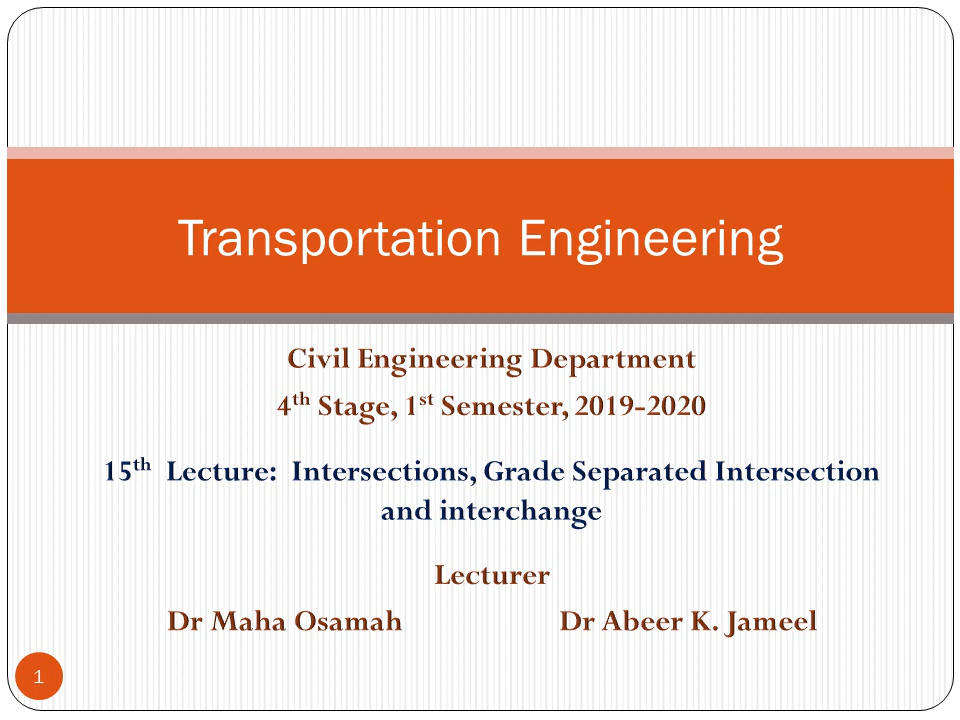 Transportation Engineering
Civil Engineering Department
4th Stage, 1st Semester, 2019-2020
15th Lecture: Intersections, Grade Separated Intersection
and interchange
Lecturer
Dr Maha Osamah Dr Abeer K. Jameel
1